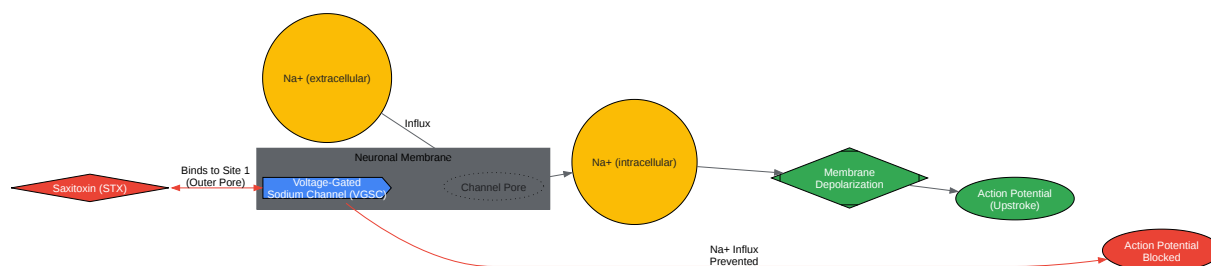 Na+ (extracellular)
Influx
Neuronal Membrane
Binds to Site 1
(Outer Pore)
Saxitoxin (STX)
Voltage-Gated
Sodium Channel (VGSC)
Channel Pore
Na+ (intracellular)
Membrane
Depolarization
Action Potential
(Upstroke)
Na+ Influx
Prevented
Action Potential
Blocked